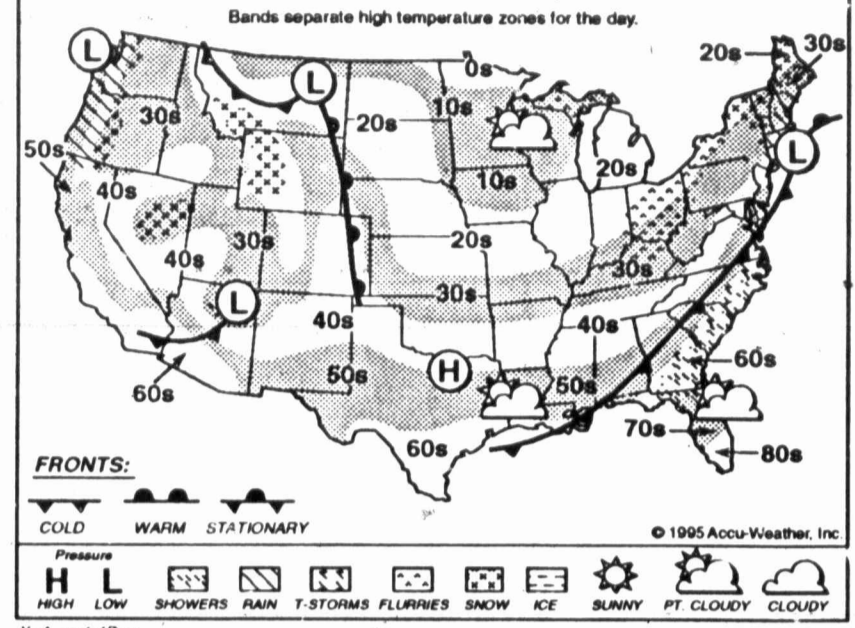 Bands separate high temperature zones for the day.
L
20s
30s
0s
L
10s
30s
20s
50s
L
20s
10s
40s
40s
30s
20s
30s
30s
L
40s
40s
60s
H
50s
50s
60s
70s
60s
80s
FRONTS:
COLD WARM STATIONARY
© 1995 Accu-Weather, Inc.
Pressure
H L
HIGH LOW SHOWERS RAIN T-STORMS FLURRIES SNOW ICE SUNNY PT. CLOUDY CLOUDY